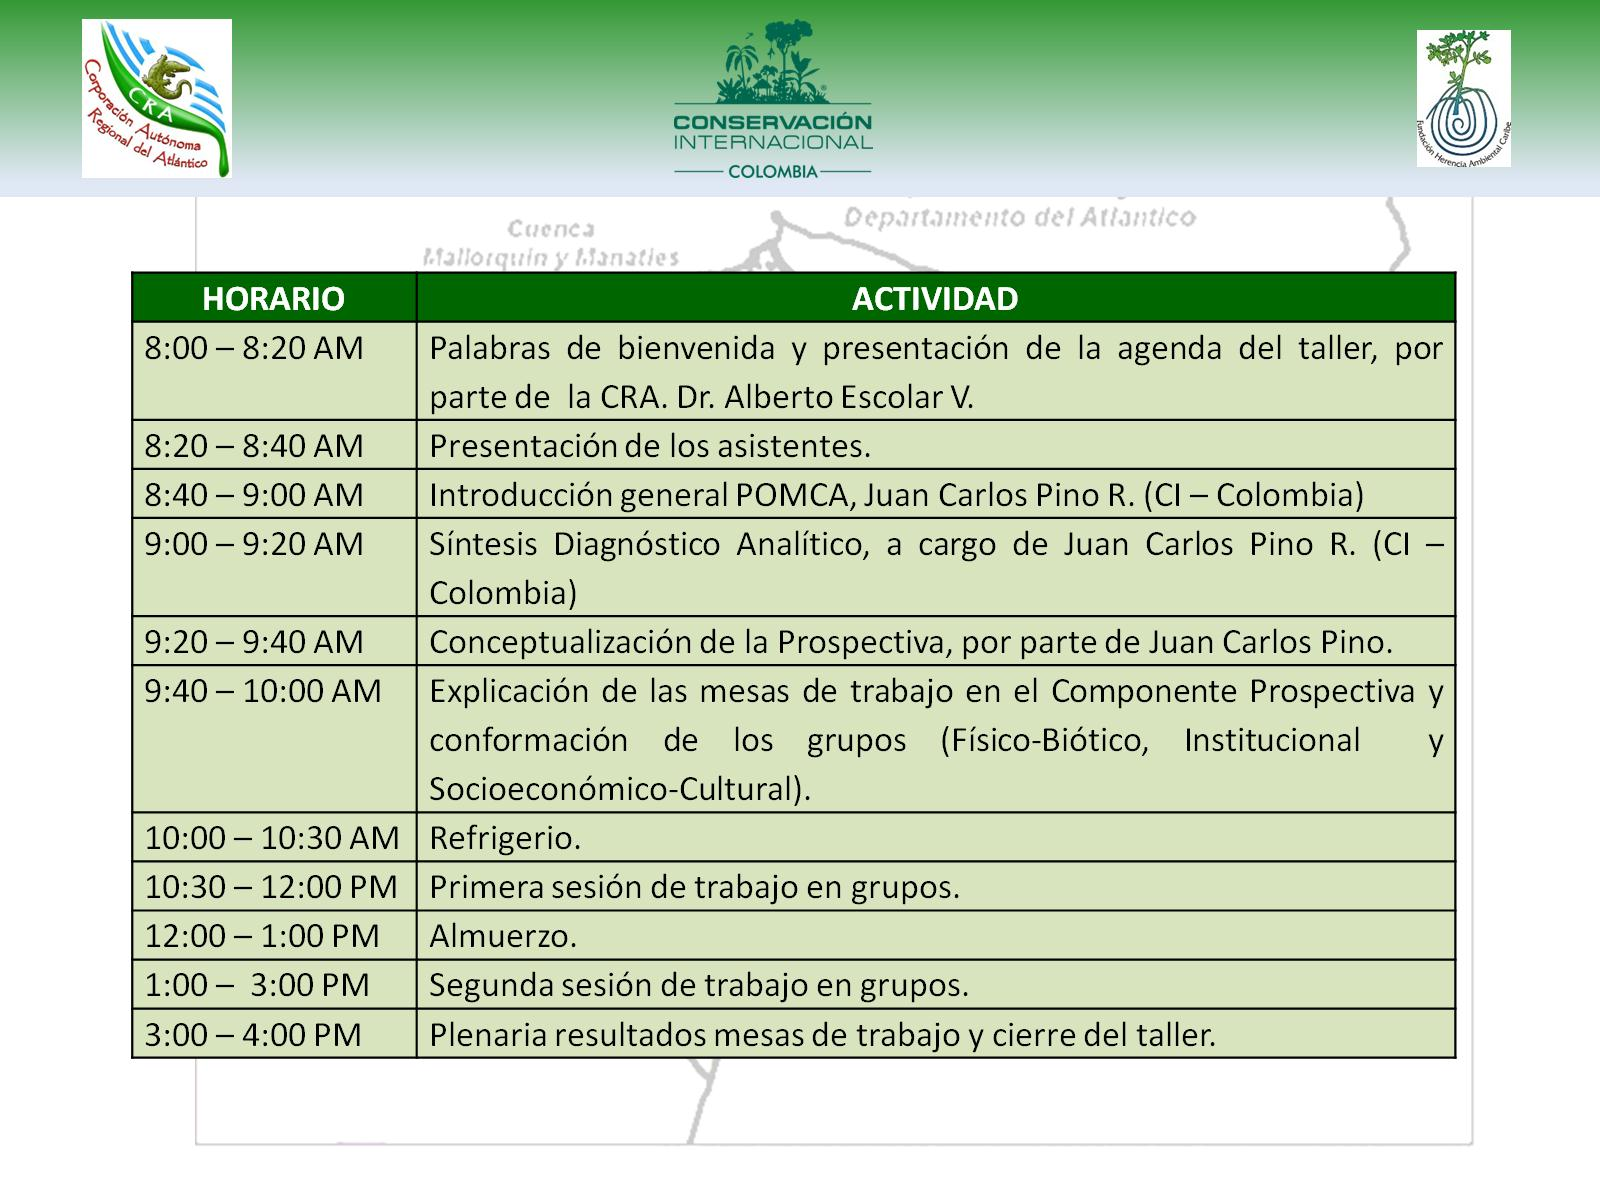 Corporación Autónoma
Regional del Atlántico
CRA
CONSERVACIÓN
INTERNACIONAL
COLOMBIA
Fundación Herencia Ambiental Caribe
Departamento del Atlantico
Cuenca
Mallorquín y Manaties
HORARIO
ACTIVIDAD
8:00 – 8:20 AM
Palabras de bienvenida y presentación de la agenda del taller, por
parte de  la CRA. Dr. Alberto Escolar V.
8:20 – 8:40 AM
Presentación de los asistentes.
8:40 – 9:00 AM
Introducción general POMCA, Juan Carlos Pino R. (CI – Colombia)
9:00 – 9:20 AM
Síntesis Diagnóstico Analítico, a cargo de Juan Carlos Pino R. (CI –
Colombia)
9:20 – 9:40 AM
Conceptualización de la Prospectiva, por parte de Juan Carlos Pino.
9:40 – 10:00 AM
Explicación de las mesas de trabajo en el Componente Prospectiva y
conformación de los grupos (Físico-Biótico, Institucional  y
Socioeconómico-Cultural).
10:00 – 10:30 AM
Refrigerio.
10:30 – 12:00 PM
Primera sesión de trabajo en grupos.
12:00 – 1:00 PM
Almuerzo.
1:00 –  3:00 PM
Segunda sesión de trabajo en grupos.
3:00 – 4:00 PM
Plenaria resultados mesas de trabajo y cierre del taller.